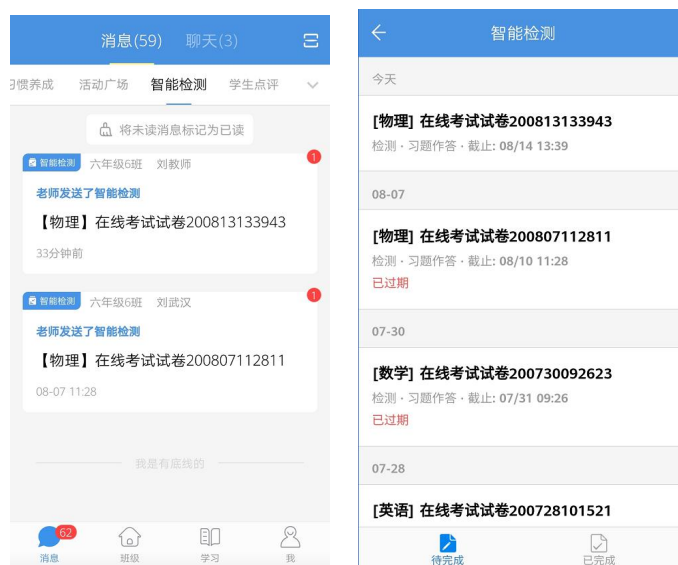 消息(59) 聊天(3)
习惯养成 活动广场 智能检测 学生点评
将未读消息标记为已读
智能检测 六年级6班 刘教师 1
老师发送了智能检测
【物理】在线考试试卷200813133943
33分钟前
智能检测 六年级6班 刘武汉 1
老师发送了智能检测
【物理】在线考试试卷200807112811
08-07 11:28
我是有底线的
62
消息 班级 学习 我
智能检测
今天
[物理] 在线考试试卷200813133943
检测 · 习题作答 · 截止: 08/14 13:39
08-07
[物理] 在线考试试卷200807112811
检测 · 习题作答 · 截止: 08/10 11:28
已过期
07-30
[数学] 在线考试试卷200730092623
检测 · 习题作答 · 截止: 07/31 09:26
已过期
07-28
[英语] 在线考试试卷200728101521
待完成 已完成